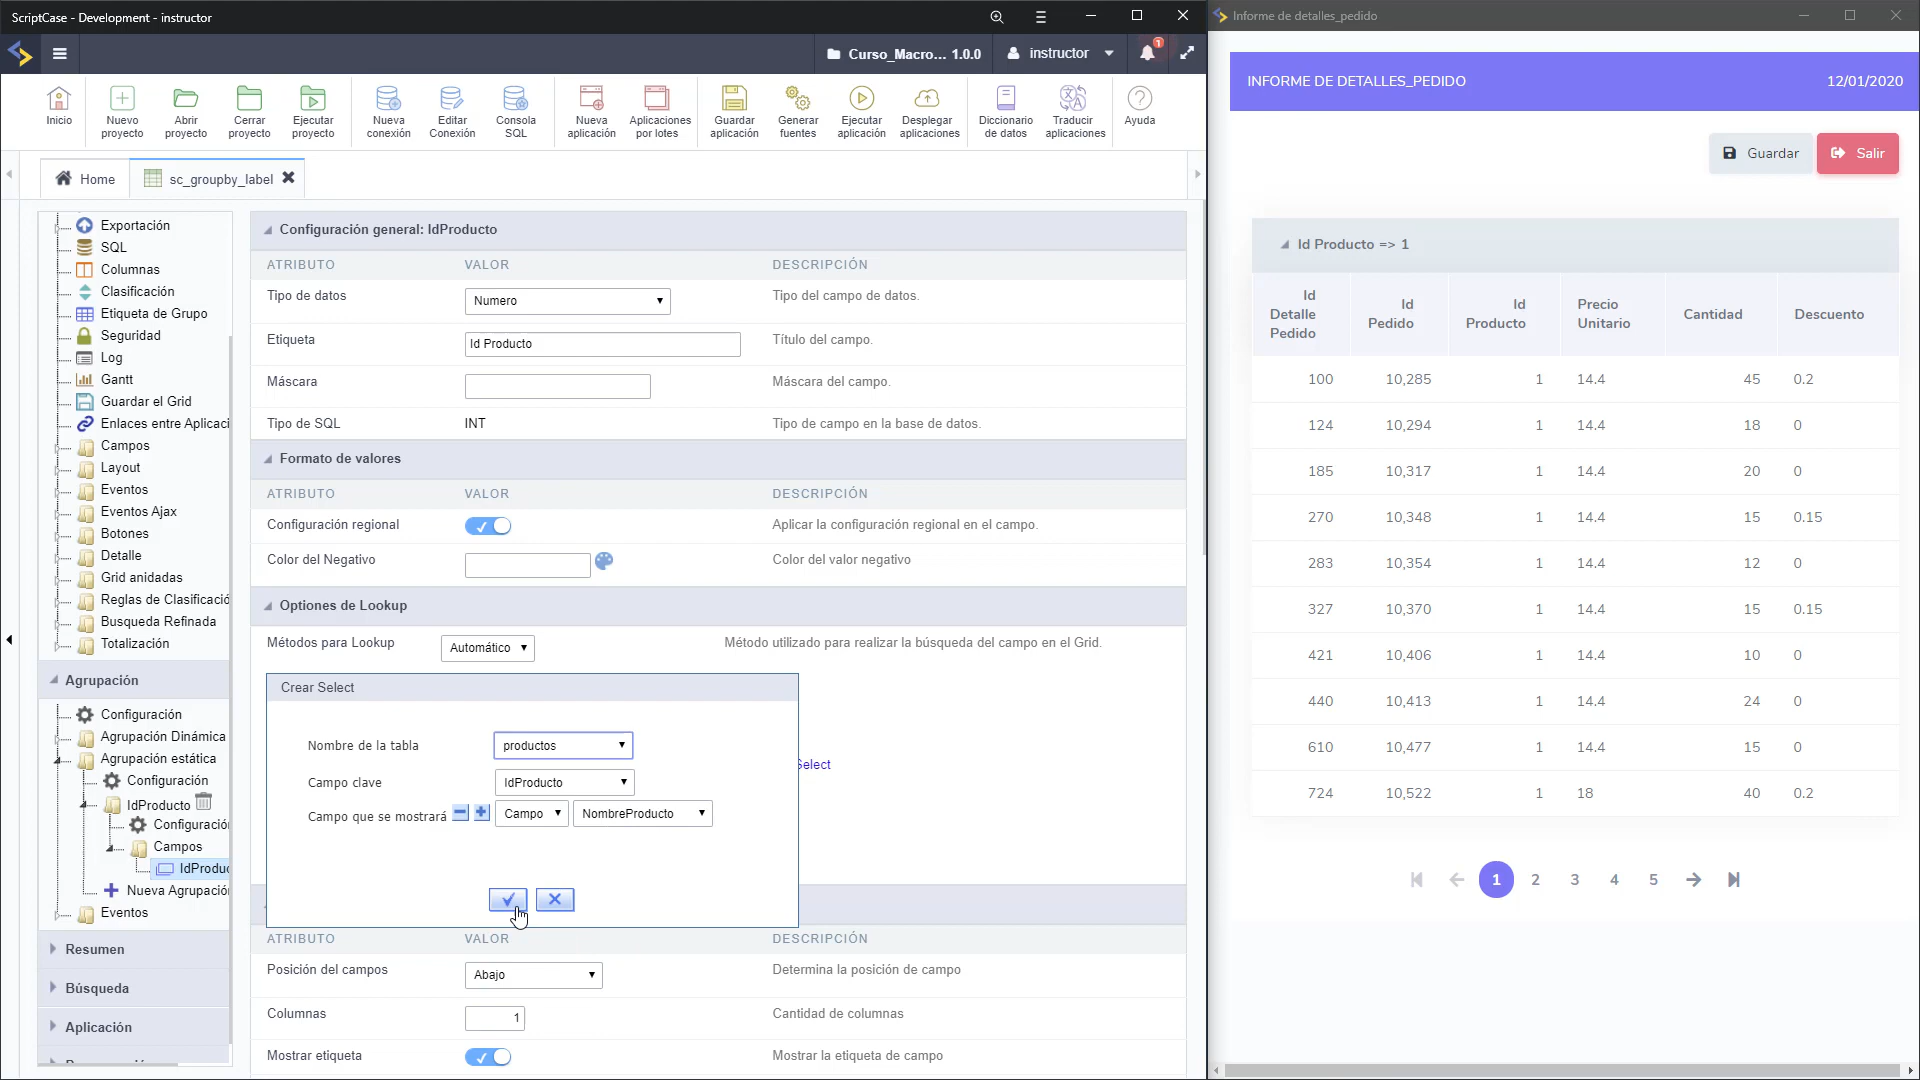 ScriptCase - Development - instructor
Curso_Macro... 1.0.0
instructor
1
Inicio
Nuevo proyecto
Abrir proyecto
Cerrar proyecto
Ejecutar proyecto
Nueva conexión
Editar Conexión
Consola SQL
Nueva aplicación
Aplicaciones por lotes
Guardar aplicación
Generar fuentes
Ejecutar aplicación
Desplegar aplicaciones
Diccionario de datos
Traducir aplicaciones
Ayuda
Home
sc_groupby_label
Exportación
SQL
Columnas
Clasificación
Etiqueta de Grupo
Seguridad
Log
Gantt
Guardar el Grid
Enlaces entre Aplicaci
Campos
Layout
Eventos
Eventos Ajax
Botones
Detalle
Grid anidadas
Reglas de Clasificació
Busqueda Refinada
Totalización
Agrupación
Configuración
Agrupación Dinámica
Agrupación estática
Configuración
IdProducto
Configuración
Campos
IdProduc
Nueva Agrupación
Eventos
Resumen
Búsqueda
Aplicación
Configuración general: IdProducto
ATRIBUTO VALOR DESCRIPCIÓN
Tipo de datos Numero Tipo del campo de datos.
Etiqueta Id Producto Título del campo.
Máscara Máscara del campo.
Tipo de SQL INT Tipo de campo en la base de datos.
Formato de valores
ATRIBUTO VALOR DESCRIPCIÓN
Configuración regional Aplicar la configuración regional en el campo.
Color del Negativo Color del valor negativo
Optiones de Lookup
Métodos para Lookup Automático Método utilizado para realizar la búsqueda del campo en el Grid.
Crear Select
Nombre de la tabla productos
Select
Campo clave IdProducto
Campo que se mostrará Campo NombreProducto
ATRIBUTO VALOR DESCRIPCIÓN
Posición del campos Abajo Determina la posición de campo
Columnas 1 Cantidad de columnas
Mostrar etiqueta Mostrar la etiqueta de campo
Informe de detalles_pedido
INFORME DE DETALLES_PEDIDO 12/01/2020
Guardar Salir
Id Producto => 1
Id Detalle Pedido Id Pedido Id Producto Precio Unitario Cantidad Descuento
100 10,285 1 14.4 45 0.2
124 10,294 1 14.4 18 0
185 10,317 1 14.4 20 0
270 10,348 1 14.4 15 0.15
283 10,354 1 14.4 12 0
327 10,370 1 14.4 15 0.15
421 10,406 1 14.4 10 0
440 10,413 1 14.4 24 0
610 10,477 1 14.4 15 0
724 10,522 1 18 40 0.2
1 2 3 4 5